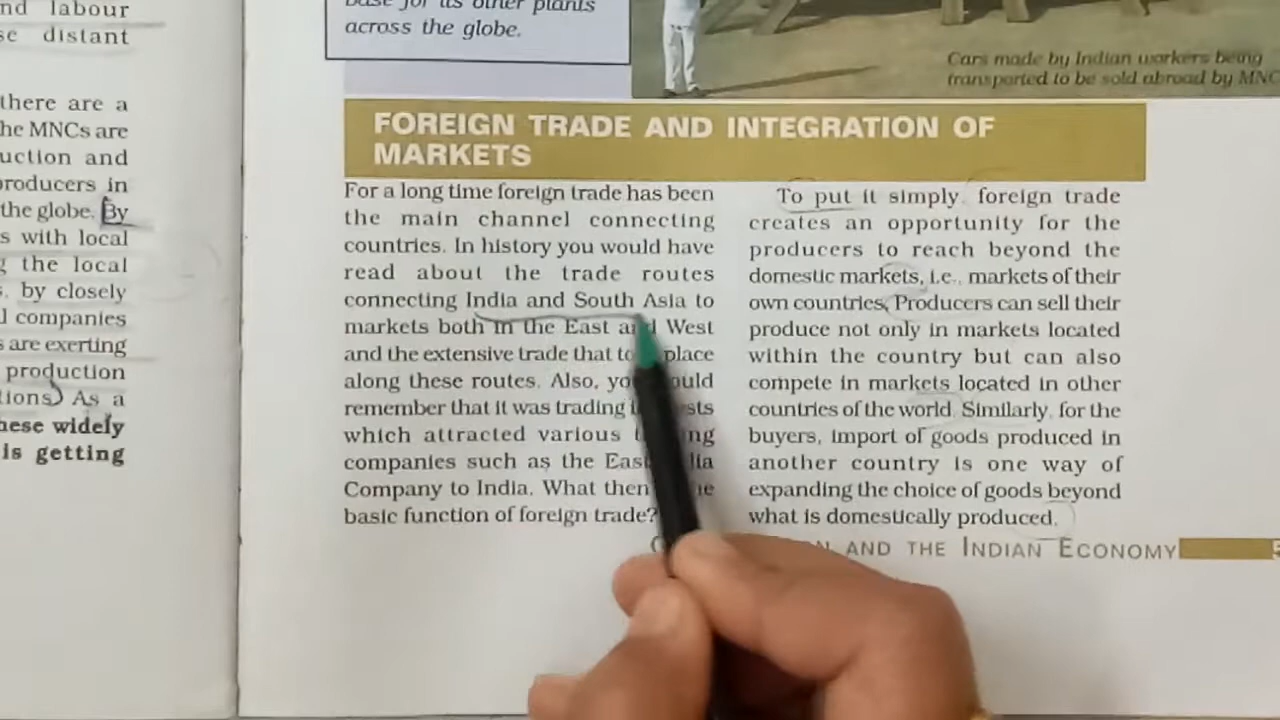 nd labour
se distant
there are a
he MNCs are
uction and
producers in
the globe. By
s with local
g the local
s, by closely
l companies
s are exerting
production
tions) As a
hese widely
is getting
base for its other plants
across the globe.
Cars made by Indian workers being
transported to be sold abroad by MNC
FOREIGN TRADE AND INTEGRATION OF
MARKETS
For a long time foreign trade has been
the main channel connecting
countries. In history you would have
read about the trade routes
connecting India and South Asia to
markets both in the East and West
and the extensive trade that took place
along these routes. Also, you would
remember that it was trading interests
which attracted various trading
companies such as the East India
Company to India. What then the
basic function of foreign trade?
To put it simply, foreign trade
creates an opportunity for the
producers to reach beyond the
domestic markets, i.e., markets of their
own countries. Producers can sell their
produce not only in markets located
within the country but can also
compete in markets located in other
countries of the world. Similarly, for the
buyers, import of goods produced in
another country is one way of
expanding the choice of goods beyond
what is domestically produced.
AND THE INDIAN ECONOMY